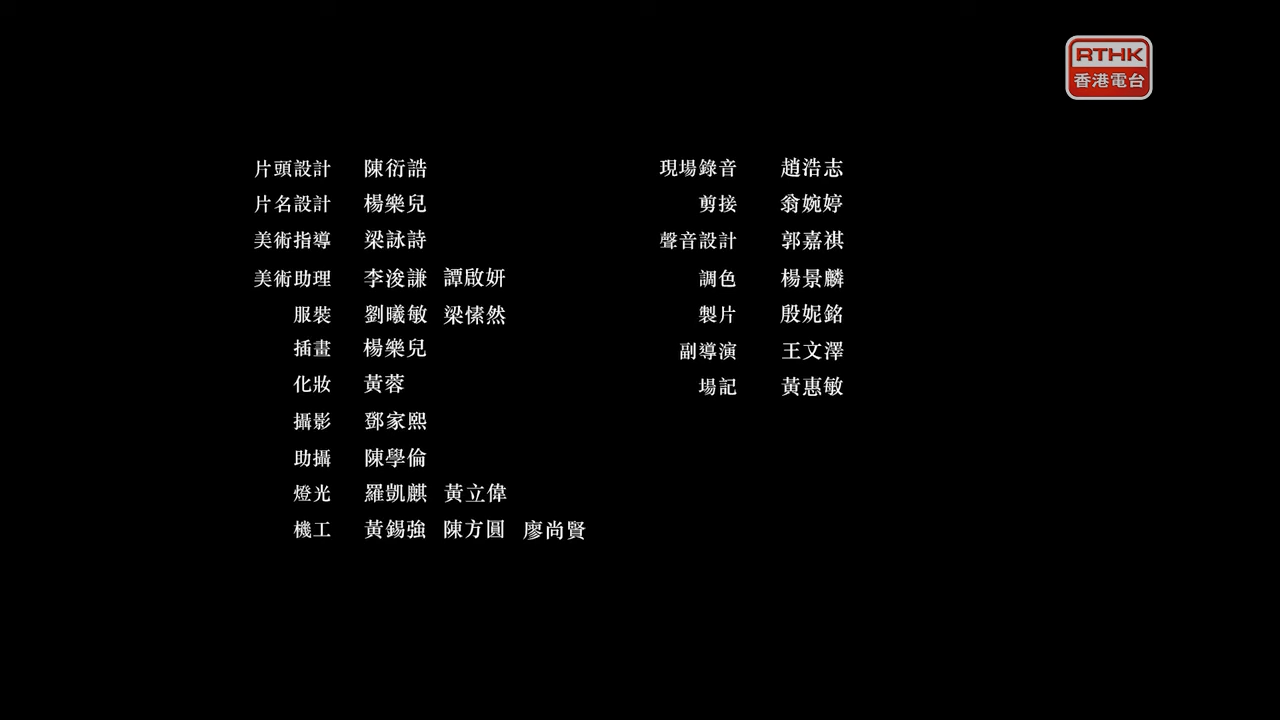 RTHK
香港電台
片頭設計 陳衍誥
片名設計 楊樂兒
美術指導 梁詠詩
美術助理 李浚謙 譚啟妍
服裝 劉曦敏 梁愫然
插畫 楊樂兒
化妝 黃蓉
攝影 鄧家熙
助攝 陳學倫
燈光 羅凱麒 黃立偉
機工 黃錫強 陳方圓 廖尚賢
現場錄音 趙浩志
剪接 翁婉婷
聲音設計 郭嘉祺
調色 楊景麟
製片 殷妮銘
副導演 王文澤
場記 黃惠敏